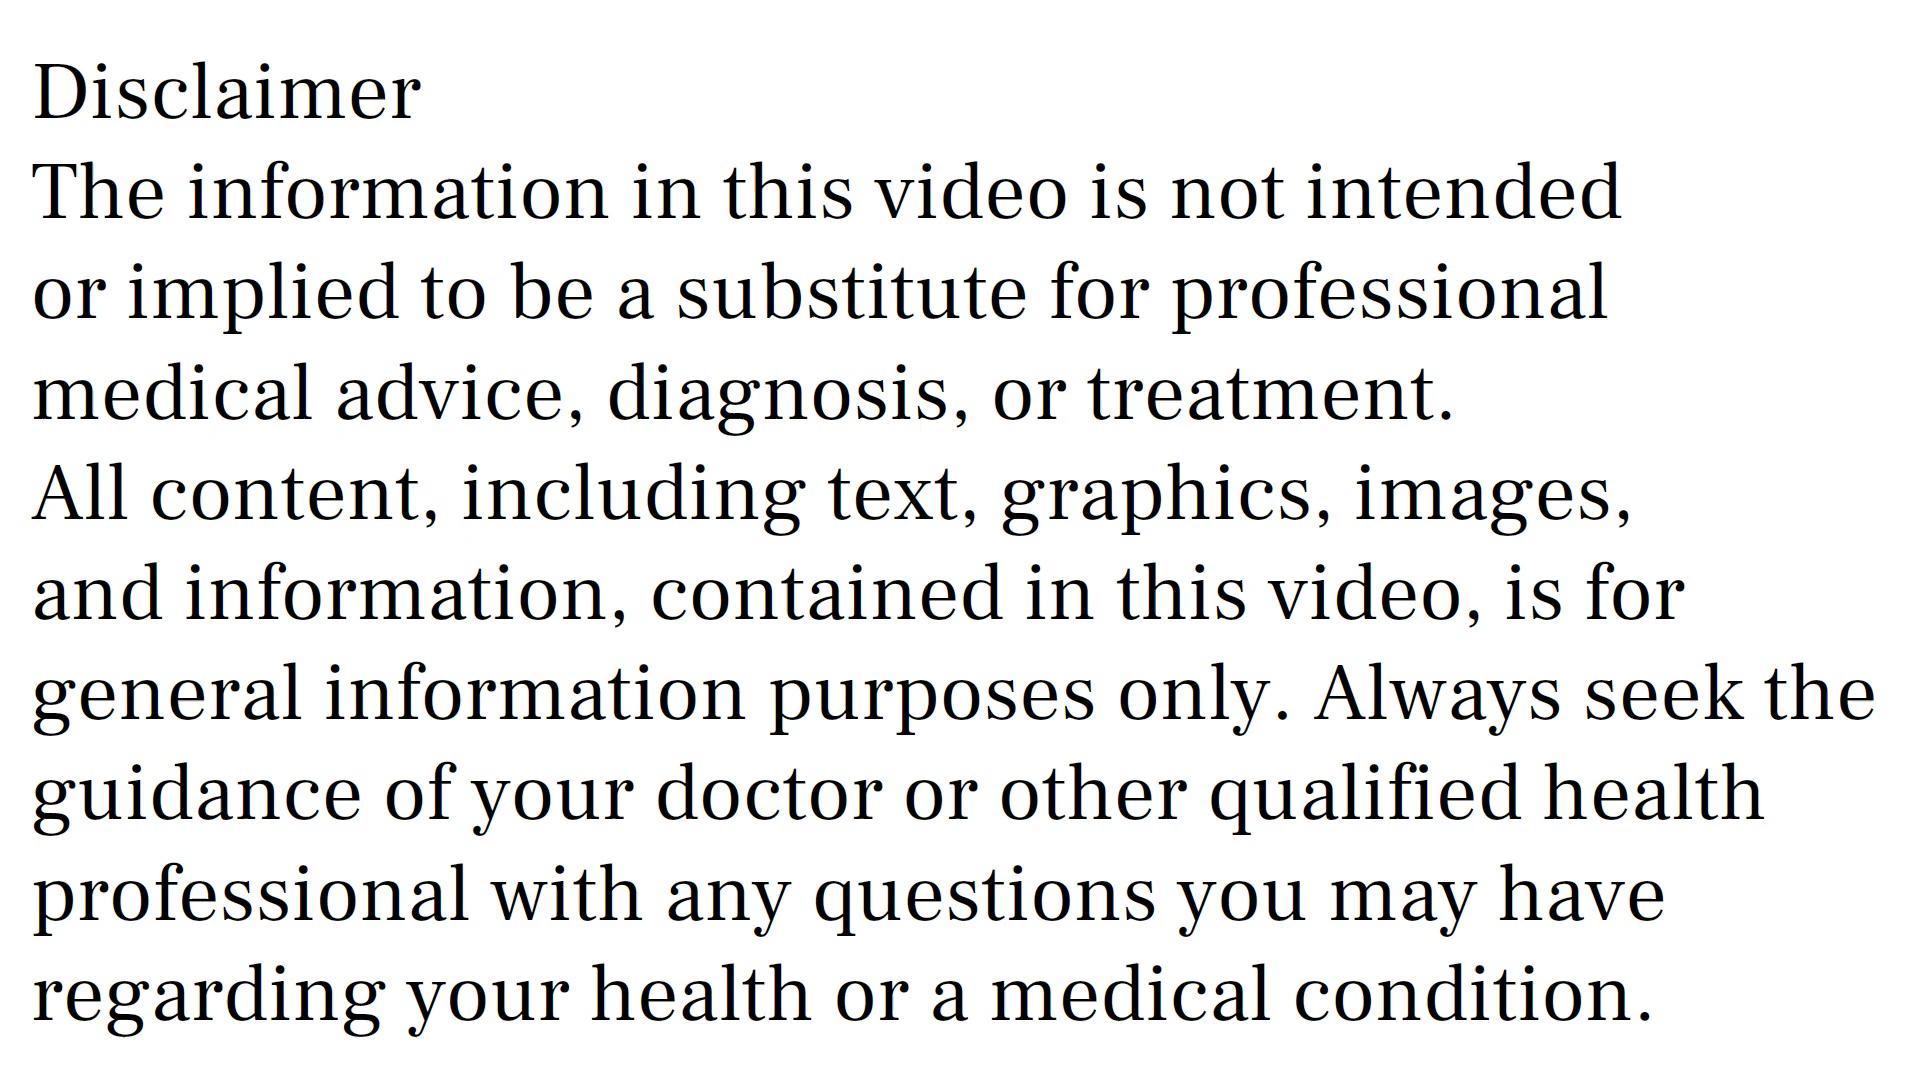 Disclaimer
The information in this video is not intended
or implied to be a substitute for professional
medical advice, diagnosis, or treatment.
All content, including text, graphics, images,
and information, contained in this video, is for
general information purposes only. Always seek the
guidance of your doctor or other qualified health
professional with any questions you may have
regarding your health or a medical condition.